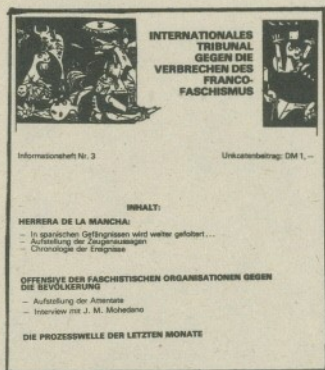 INTERNATIONALES
TRIBUNAL
GEGEN DIE
VERBRECHEN DES
FRANCO-
FASCHISMUS
Informationsheft Nr. 3
Unkostenbeitrag: DM 1, –
INHALT:
HERRERA DE LA MANCHA:
– In spanischen Gefängnissen wird weiter gefoltert...
– Aufstellung der Zeugenaussagen
– Chronologie der Ereignisse
OFFENSIVE DER FASCHISTISCHEN ORGANISATIONEN GEGEN
DIE BEVÖLKERUNG
– Aufstellung der Attentate
– Interview mit J. M. Mohedano
DIE PROZESSWELLE DER LETZTEN MONATE